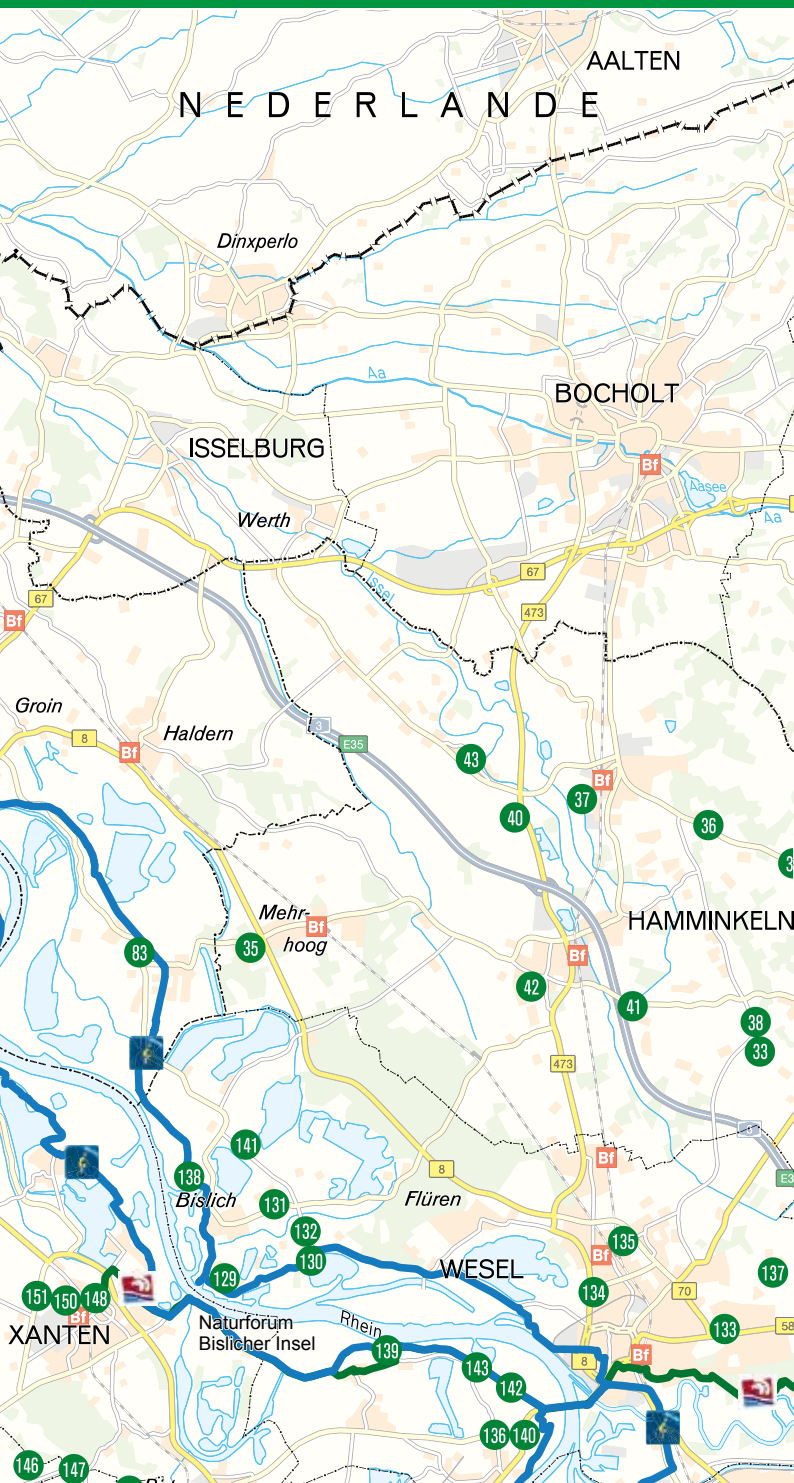 AALTEN
NEDERLANDE
Dinxperlo
Aa
BOCHOLT
ISSELBURG
Bf
Aasee
Werth
Aa
67
Issel
67
473
Bf
Groin
3
Haldern
8
E35
Bf
43
Bf
37
40
36
Mehr-
hoog
Bf
HAMMINKELN
83
35
Bf
42
41
38
33
473
141
Bf
8
138
Bislich
Flüren
131
132
135
130
Bf
WESEL
129
137
134
70
151
150
148
Bf
XANTEN
Naturforum
Bislicher Insel
Rhein
133
58
139
Bf
8
143
142
136
140
146
147